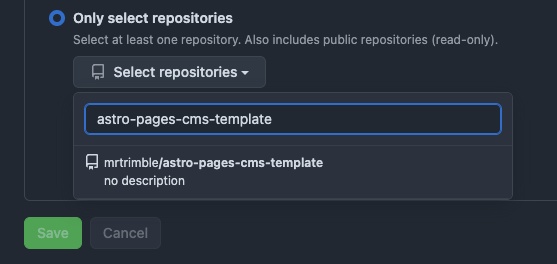 Only select repositories
Select at least one repository. Also includes public repositories (read-only).
Select repositories
astro-pages-cms-template
mrtrimble/astro-pages-cms-template
no description
Save
Cancel